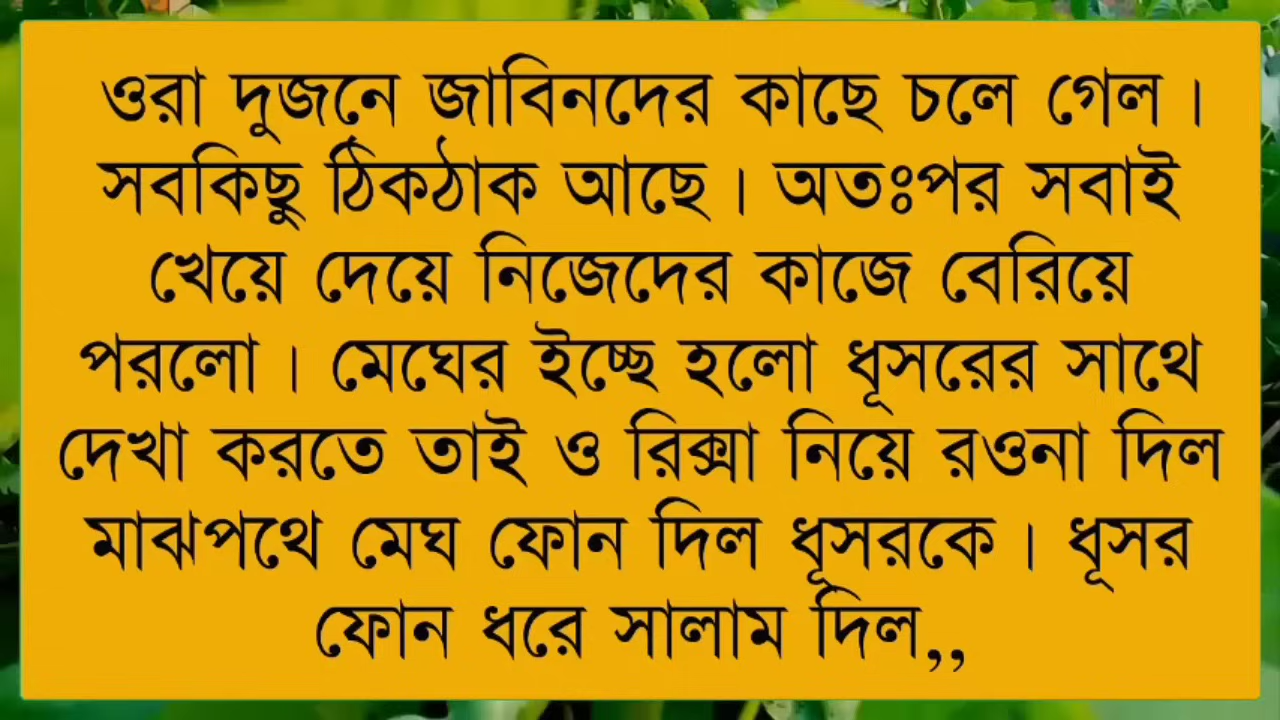 ওরা দুজনে জাবিনদের কাছে চলে গেল।
সবকিছু ঠিকঠাক আছে। অতঃপর সবাই
খেয়ে দেয়ে নিজেদের কাজে বেরিয়ে
পরলো। মেঘের ইচ্ছে হলো ধূসরের সাথে
দেখা করতে তাই ও রিক্সা নিয়ে রওনা দিল
মাঝপথে মেঘ ফোন দিল ধূসরকে। ধূসর
ফোন ধরে সালাম দিল,,